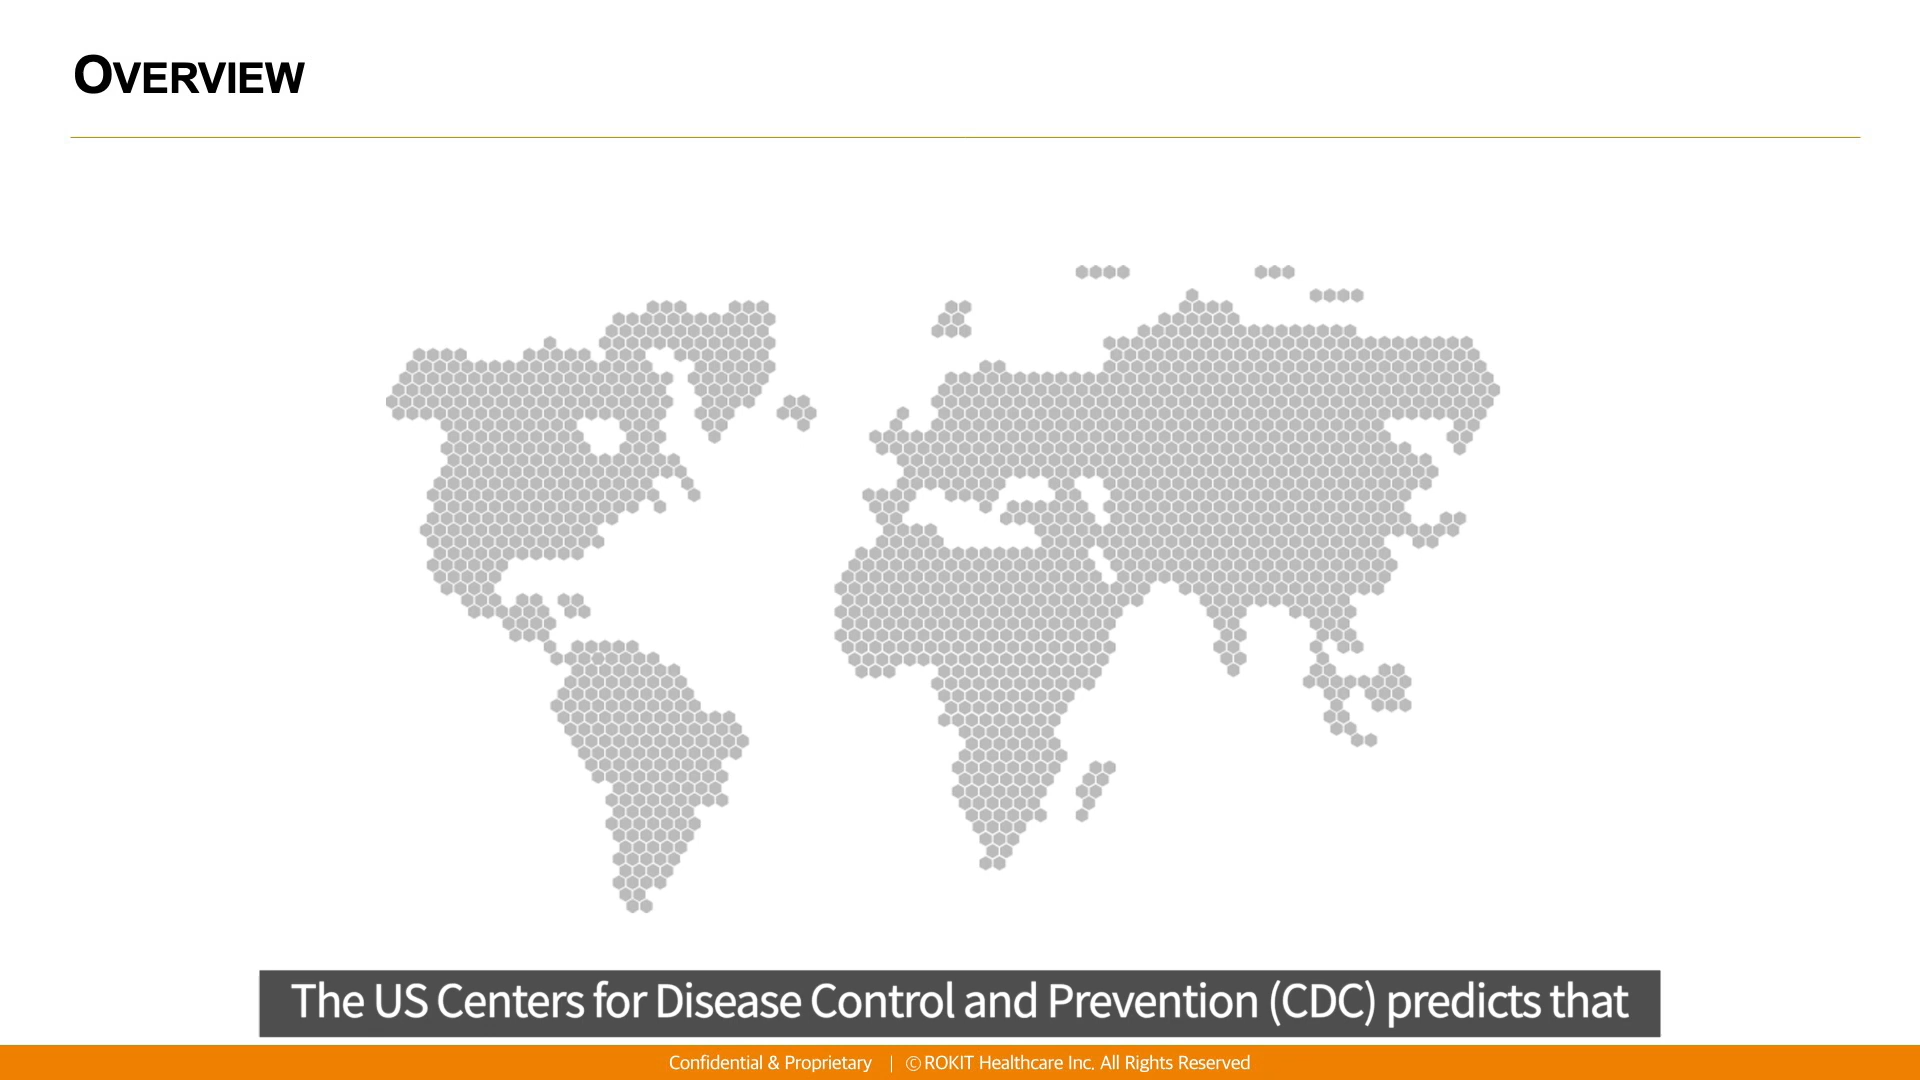 OVERVIEW
The US Centers for Disease Control and Prevention (CDC) predicts that
Confidential & Proprietary | © ROKIT Healthcare Inc. All Rights Reserved